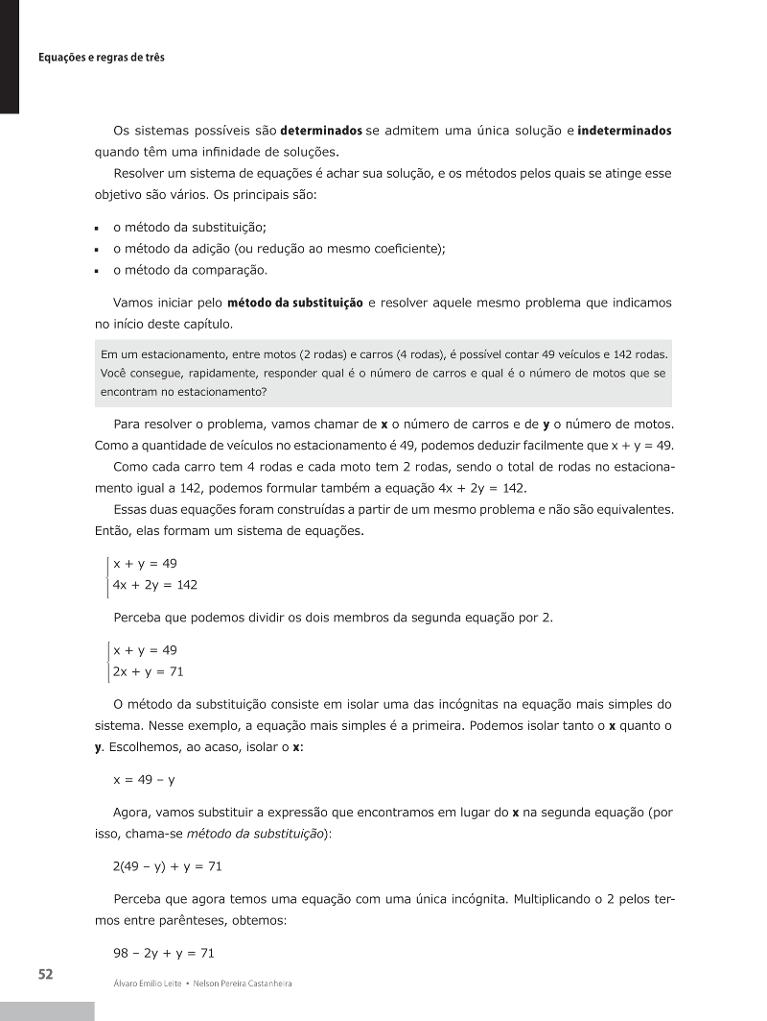 Equações e regras de três
Os sistemas possíveis são determinados se admitem uma única solução e indeterminados
quando têm uma infinidade de soluções.
Resolver um sistema de equações é achar sua solução, e os métodos pelos quais se atinge esse
objetivo são vários. Os principais são:
▪ o método da substituição;
▪ o método da adição (ou redução ao mesmo coeficiente);
▪ o método da comparação.
Vamos iniciar pelo método da substituição e resolver aquele mesmo problema que indicamos
no início deste capítulo.
Em um estacionamento, entre motos (2 rodas) e carros (4 rodas), é possível contar 49 veículos e 142 rodas.
Você consegue, rapidamente, responder qual é o número de carros e qual é o número de motos que se
encontram no estacionamento?
Para resolver o problema, vamos chamar de x o número de carros e de y o número de motos.
Como a quantidade de veículos no estacionamento é 49, podemos deduzir facilmente que x + y = 49.
Como cada carro tem 4 rodas e cada moto tem 2 rodas, sendo o total de rodas no estaciona-
mento igual a 142, podemos formular também a equação 4x + 2y = 142.
Essas duas equações foram construídas a partir de um mesmo problema e não são equivalentes.
Então, elas formam um sistema de equações.
x + y = 49
4x + 2y = 142
Perceba que podemos dividir os dois membros da segunda equação por 2.
x + y = 49
2x + y = 71
O método da substituição consiste em isolar uma das incógnitas na equação mais simples do
sistema. Nesse exemplo, a equação mais simples é a primeira. Podemos isolar tanto o x quanto o
y. Escolhemos, ao acaso, isolar o x:
x = 49 – y
Agora, vamos substituir a expressão que encontramos em lugar do x na segunda equação (por
isso, chama-se método da substituição):
2(49 – y) + y = 71
Perceba que agora temos uma equação com uma única incógnita. Multiplicando o 2 pelos ter-
mos entre parênteses, obtemos:
98 – 2y + y = 71
52
Álvaro Emílio Leite • Nelson Pereira Castanheira